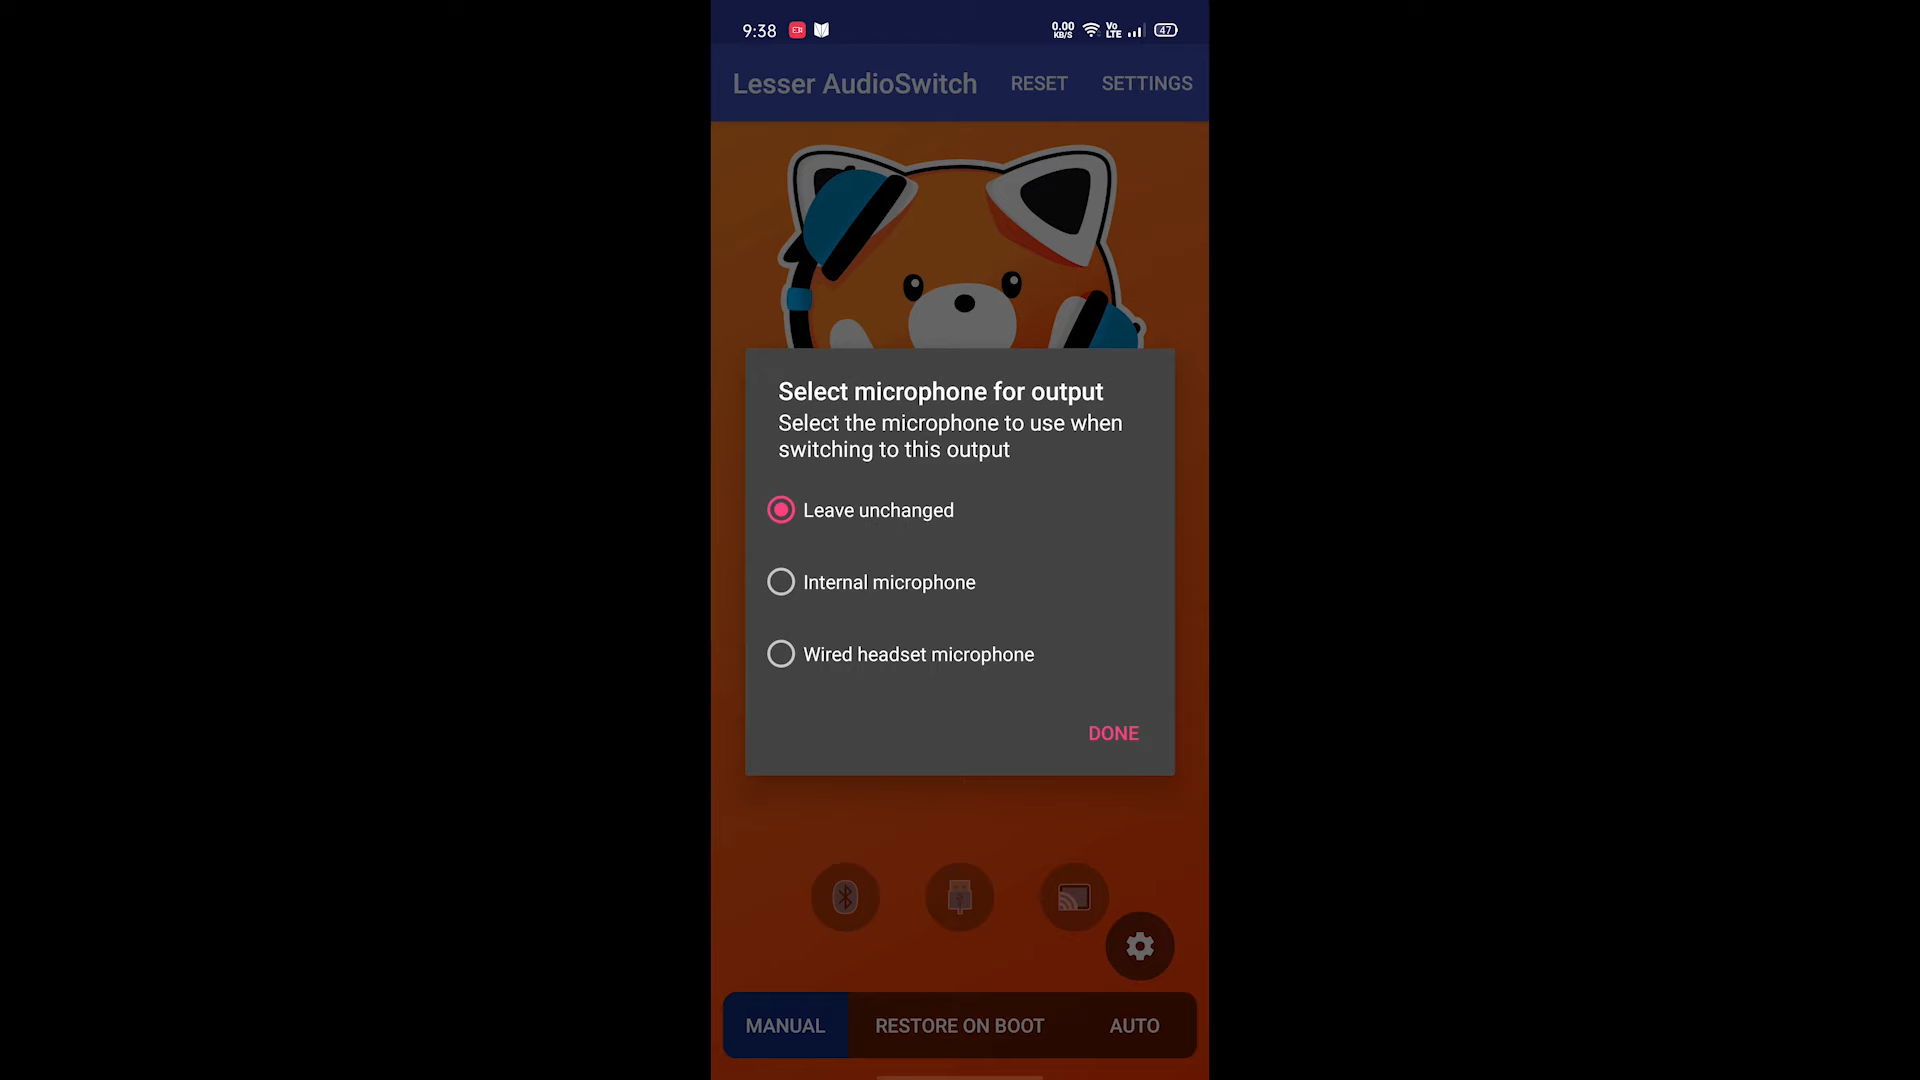 9:38 0.00 KB/S Vo LTE 47
Lesser AudioSwitch RESET SETTINGS
Select microphone for output
Select the microphone to use when
switching to this output
Leave unchanged
Internal microphone
Wired headset microphone
DONE
MANUAL RESTORE ON BOOT AUTO